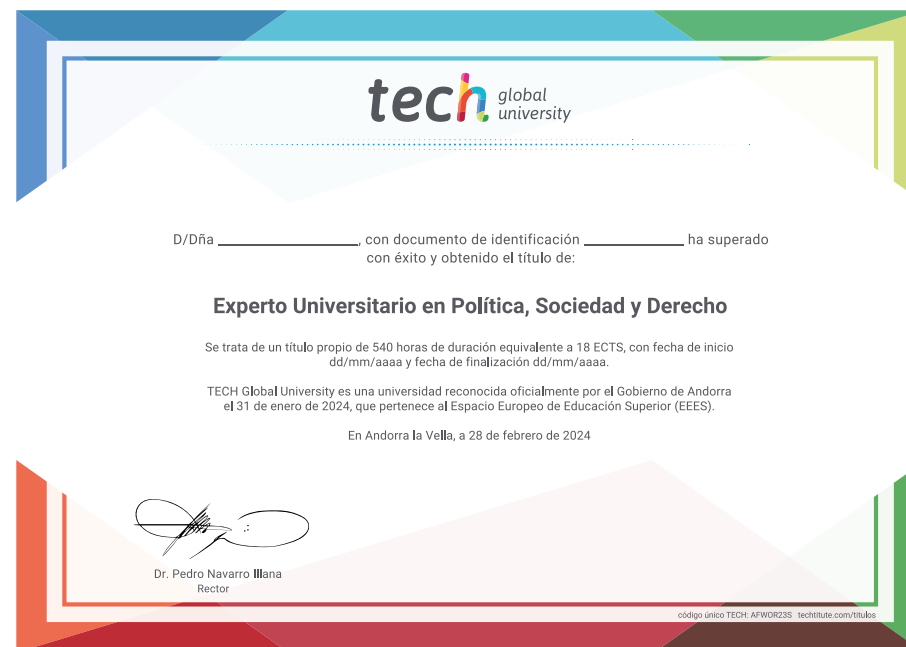 tech global university
D/Dña ____________________, con documento de identificación ______________ ha superado
con éxito y obtenido el título de:
Experto Universitario en Política, Sociedad y Derecho
Se trata de un título propio de 540 horas de duración equivalente a 18 ECTS, con fecha de inicio
dd/mm/aaaa y fecha de finalización dd/mm/aaaa.
TECH Global University es una universidad reconocida oficialmente por el Gobierno de Andorra
el 31 de enero de 2024, que pertenece al Espacio Europeo de Educación Superior (EEES).
En Andorra la Vella, a 28 de febrero de 2024
Dr. Pedro Navarro Illana
Rector
código único TECH: AFWOR23S techtitute.com/titulos